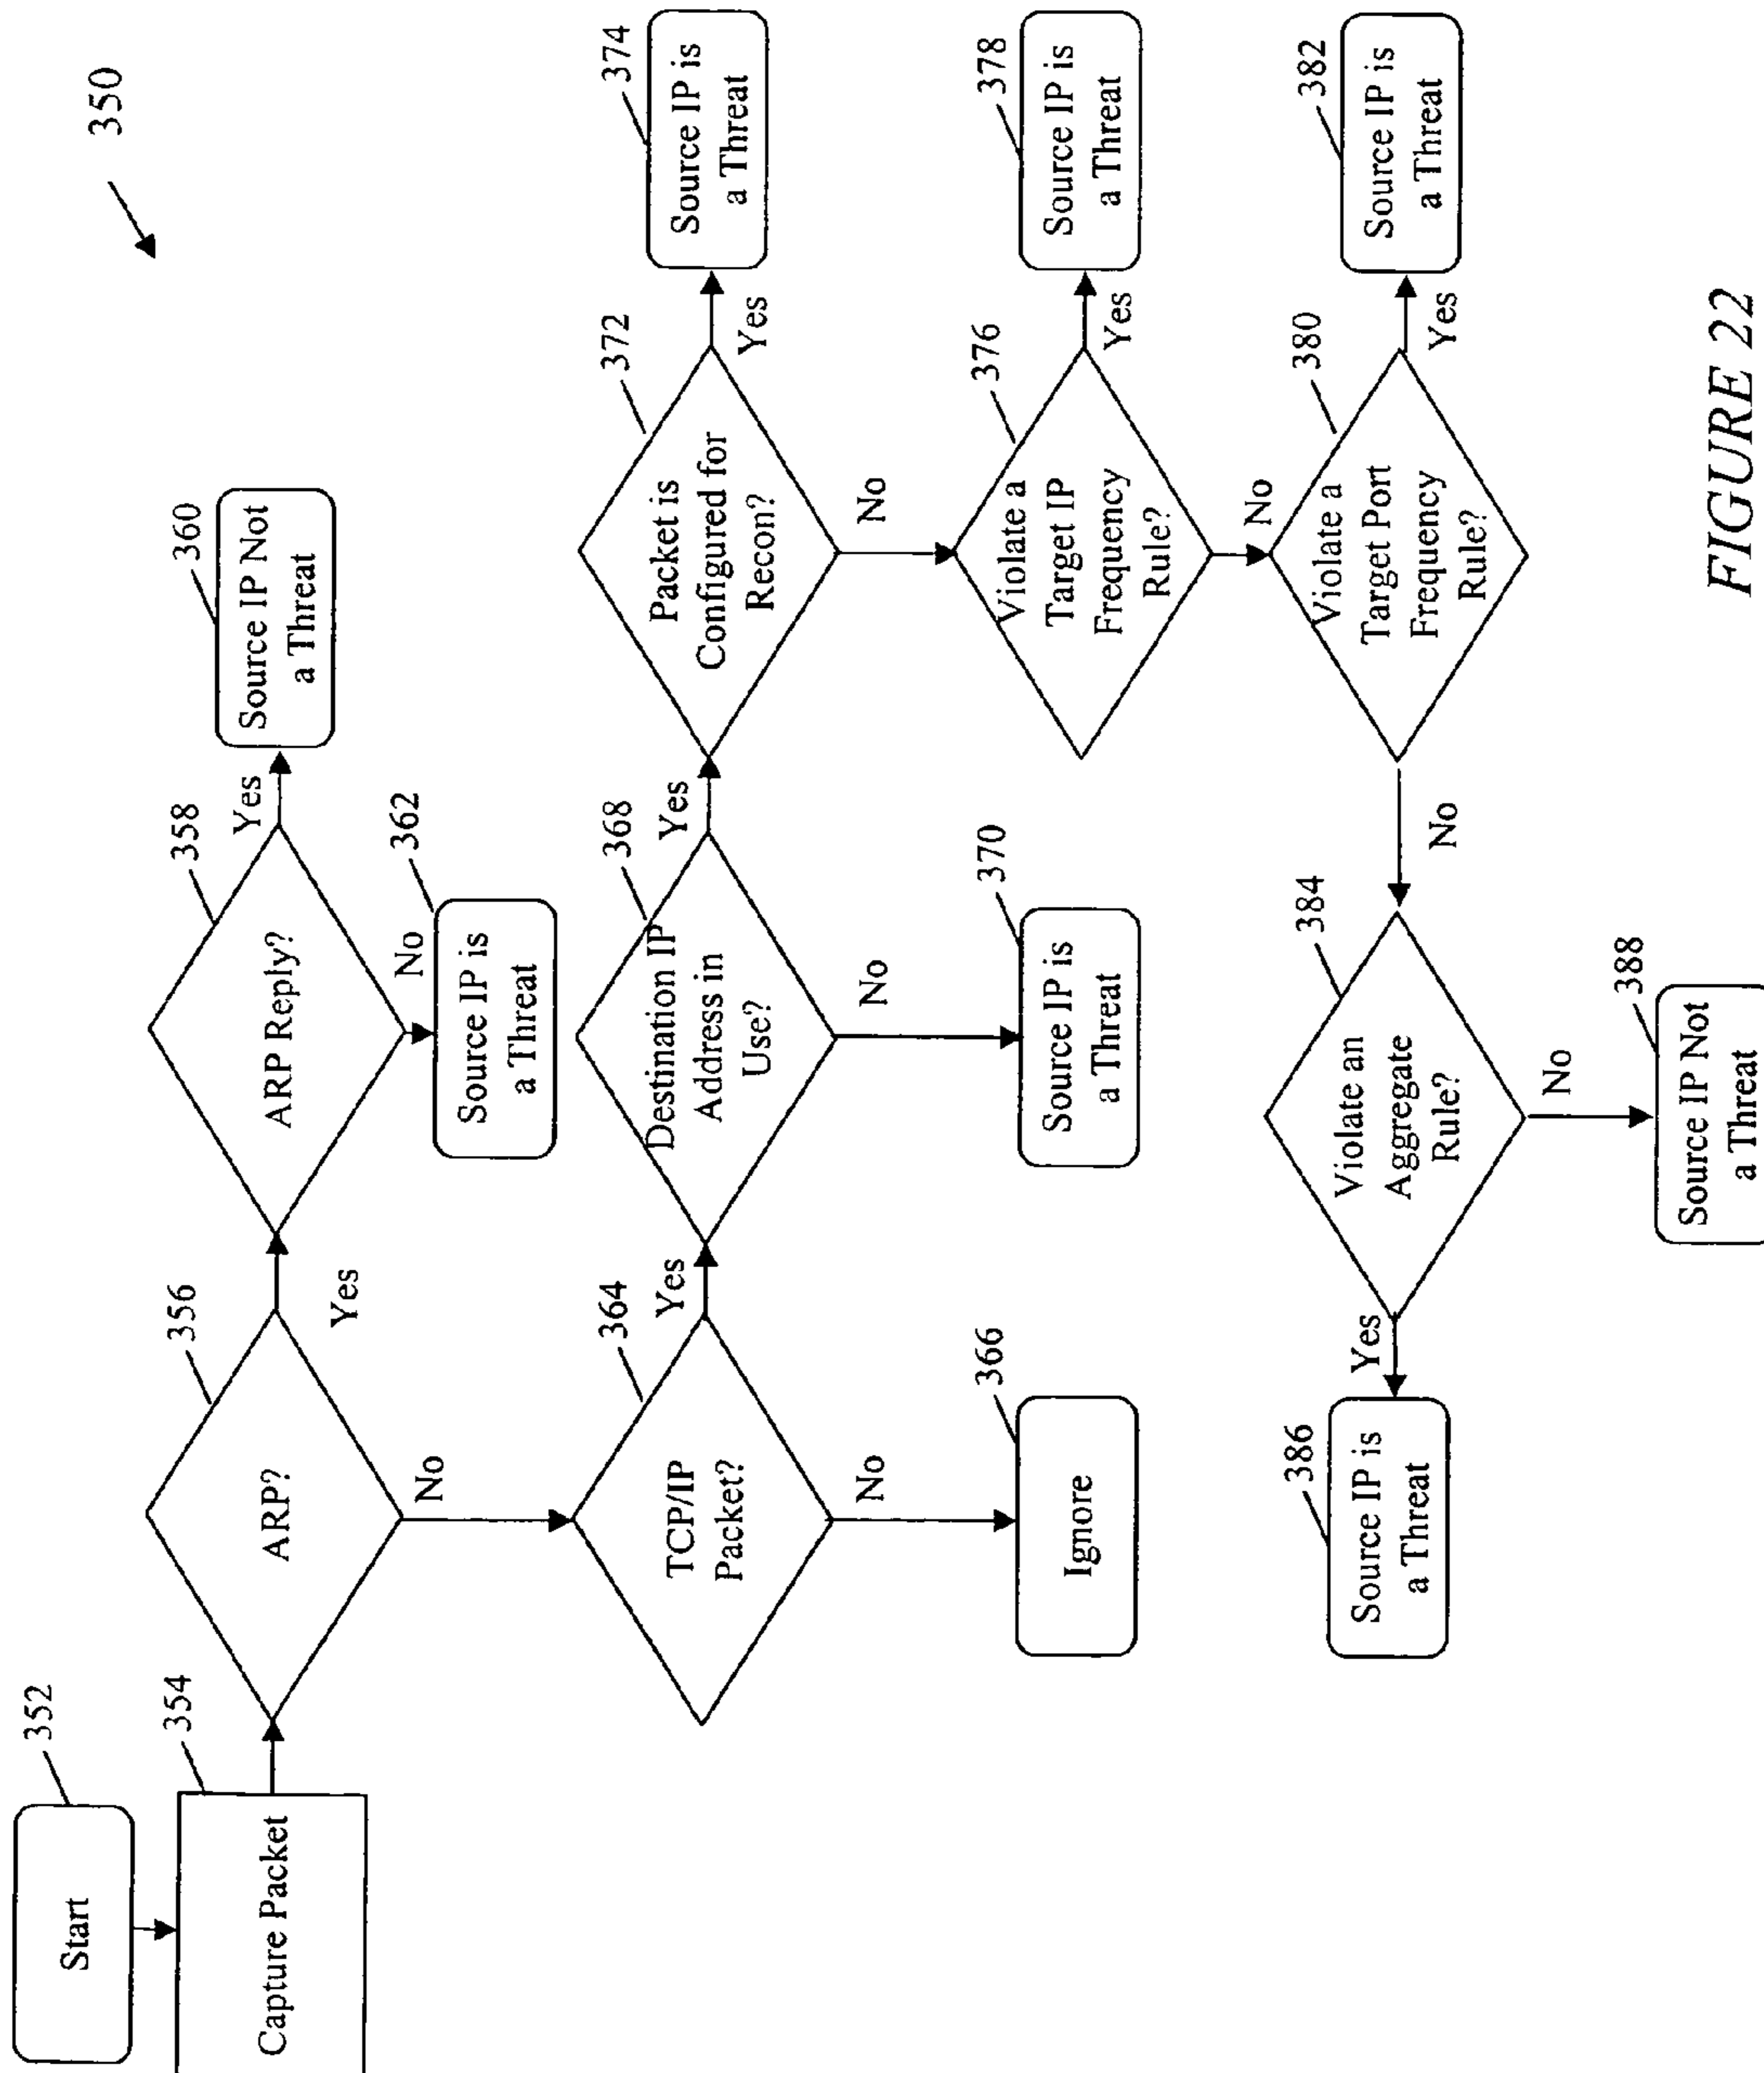 350
352
Start
354
Capture Packet
356
ARP?
Yes
No
358
ARP Reply?
Yes
No
360
Source IP Not
a Threat
362
Source IP is
a Threat
364
TCP/IP
Packet?
Yes
No
366
Ignore
368
Destination IP
Address in
Use?
Yes
No
370
Source IP is
a Threat
372
Packet is
Configured for
Recon?
Yes
No
374
Source IP is
a Threat
376
Violate a
Target IP
Frequency
Rule?
Yes
No
378
Source IP is
a Threat
380
Violate a
Target Port
Frequency
Rule?
Yes
No
382
Source IP is
a Threat
384
Violate an
Aggregate
Rule?
Yes
No
386
Source IP is
a Threat
388
Source IP Not
a Threat
FIGURE 22